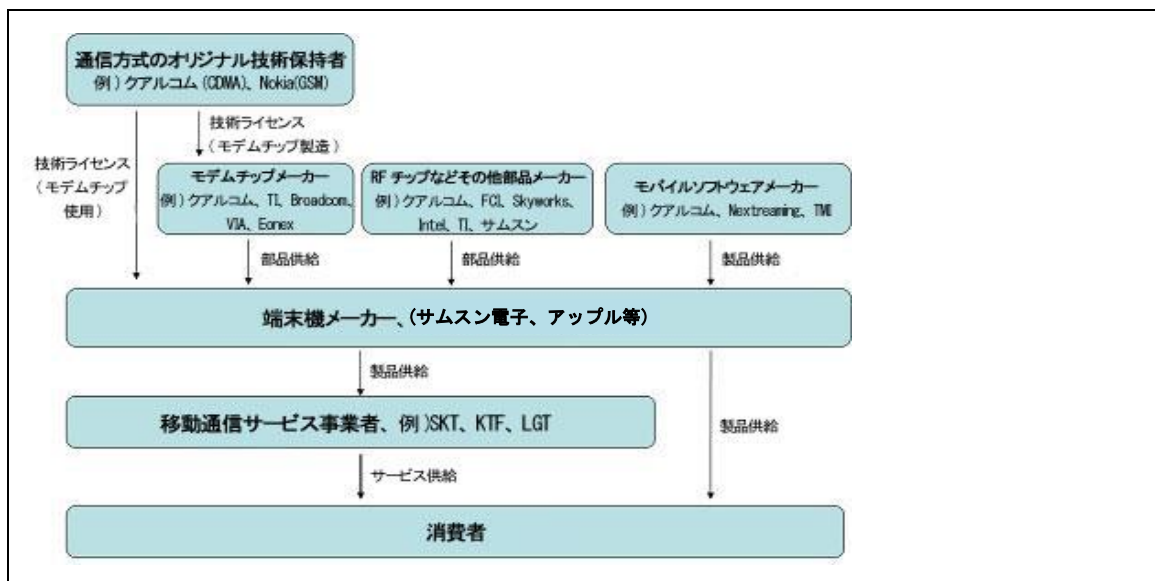 通信方式のオリジナル技術保持者
例）クアルコム(CDMA)、Nokia(GSM)
技術ライセンス
（モデムチップ製造）
技術ライセンス
（モデムチップ
使用）
モデムチップメーカー
例）クアルコム、TI、Broadcom、
VIA、Eonex
RFチップなどその他部品メーカー
例）クアルコム、FCI、Skyworks、
Intel、TI、サムスン
モバイルソフトウェアメーカー
例）クアルコム、Nextreaming、TMI
部品供給
部品供給
製品供給
端末機メーカー、(サムスン電子、アップル等)
製品供給
移動通信サービス事業者、例)SKT、KTF、LGT
製品供給
サービス供給
消費者